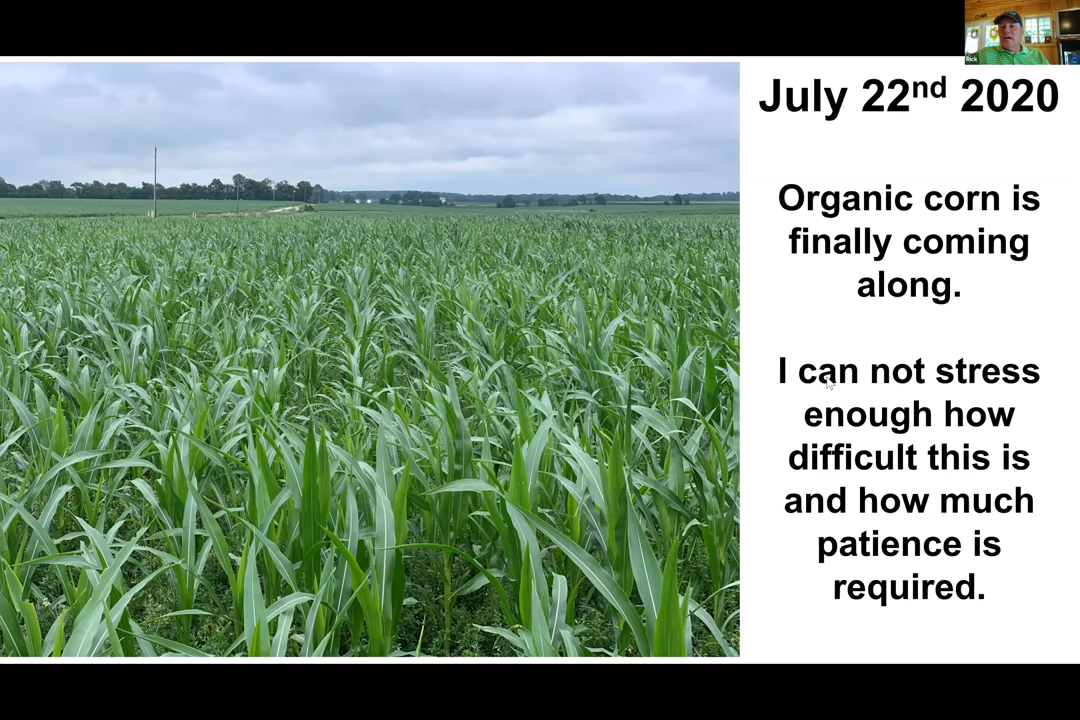 Rick
July 22nd 2020
Organic corn is
finally coming
along.
I can not stress
enough how
difficult this is
and how much
patience is
required.